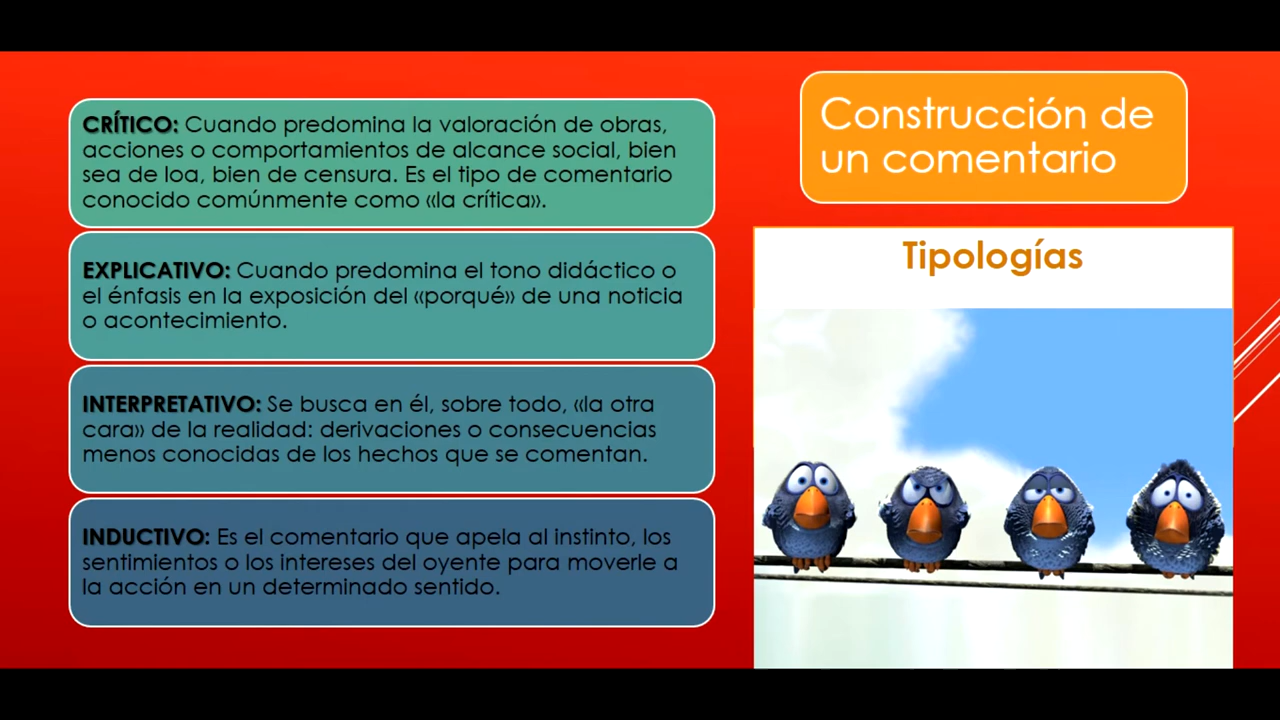 Construcción de
un comentario
CRÍTICO: Cuando predomina la valoración de obras,
acciones o comportamientos de alcance social, bien
sea de loa, bien de censura. Es el tipo de comentario
conocido comúnmente como «la crítica».
EXPLICATIVO: Cuando predomina el tono didáctico o
el énfasis en la exposición del «porqué» de una noticia
o acontecimiento.
INTERPRETATIVO: Se busca en él, sobre todo, «la otra
cara» de la realidad: derivaciones o consecuencias
menos conocidas de los hechos que se comentan.
INDUCTIVO: Es el comentario que apela al instinto, los
sentimientos o los intereses del oyente para moverle a
la acción en un determinado sentido.
Tipologías